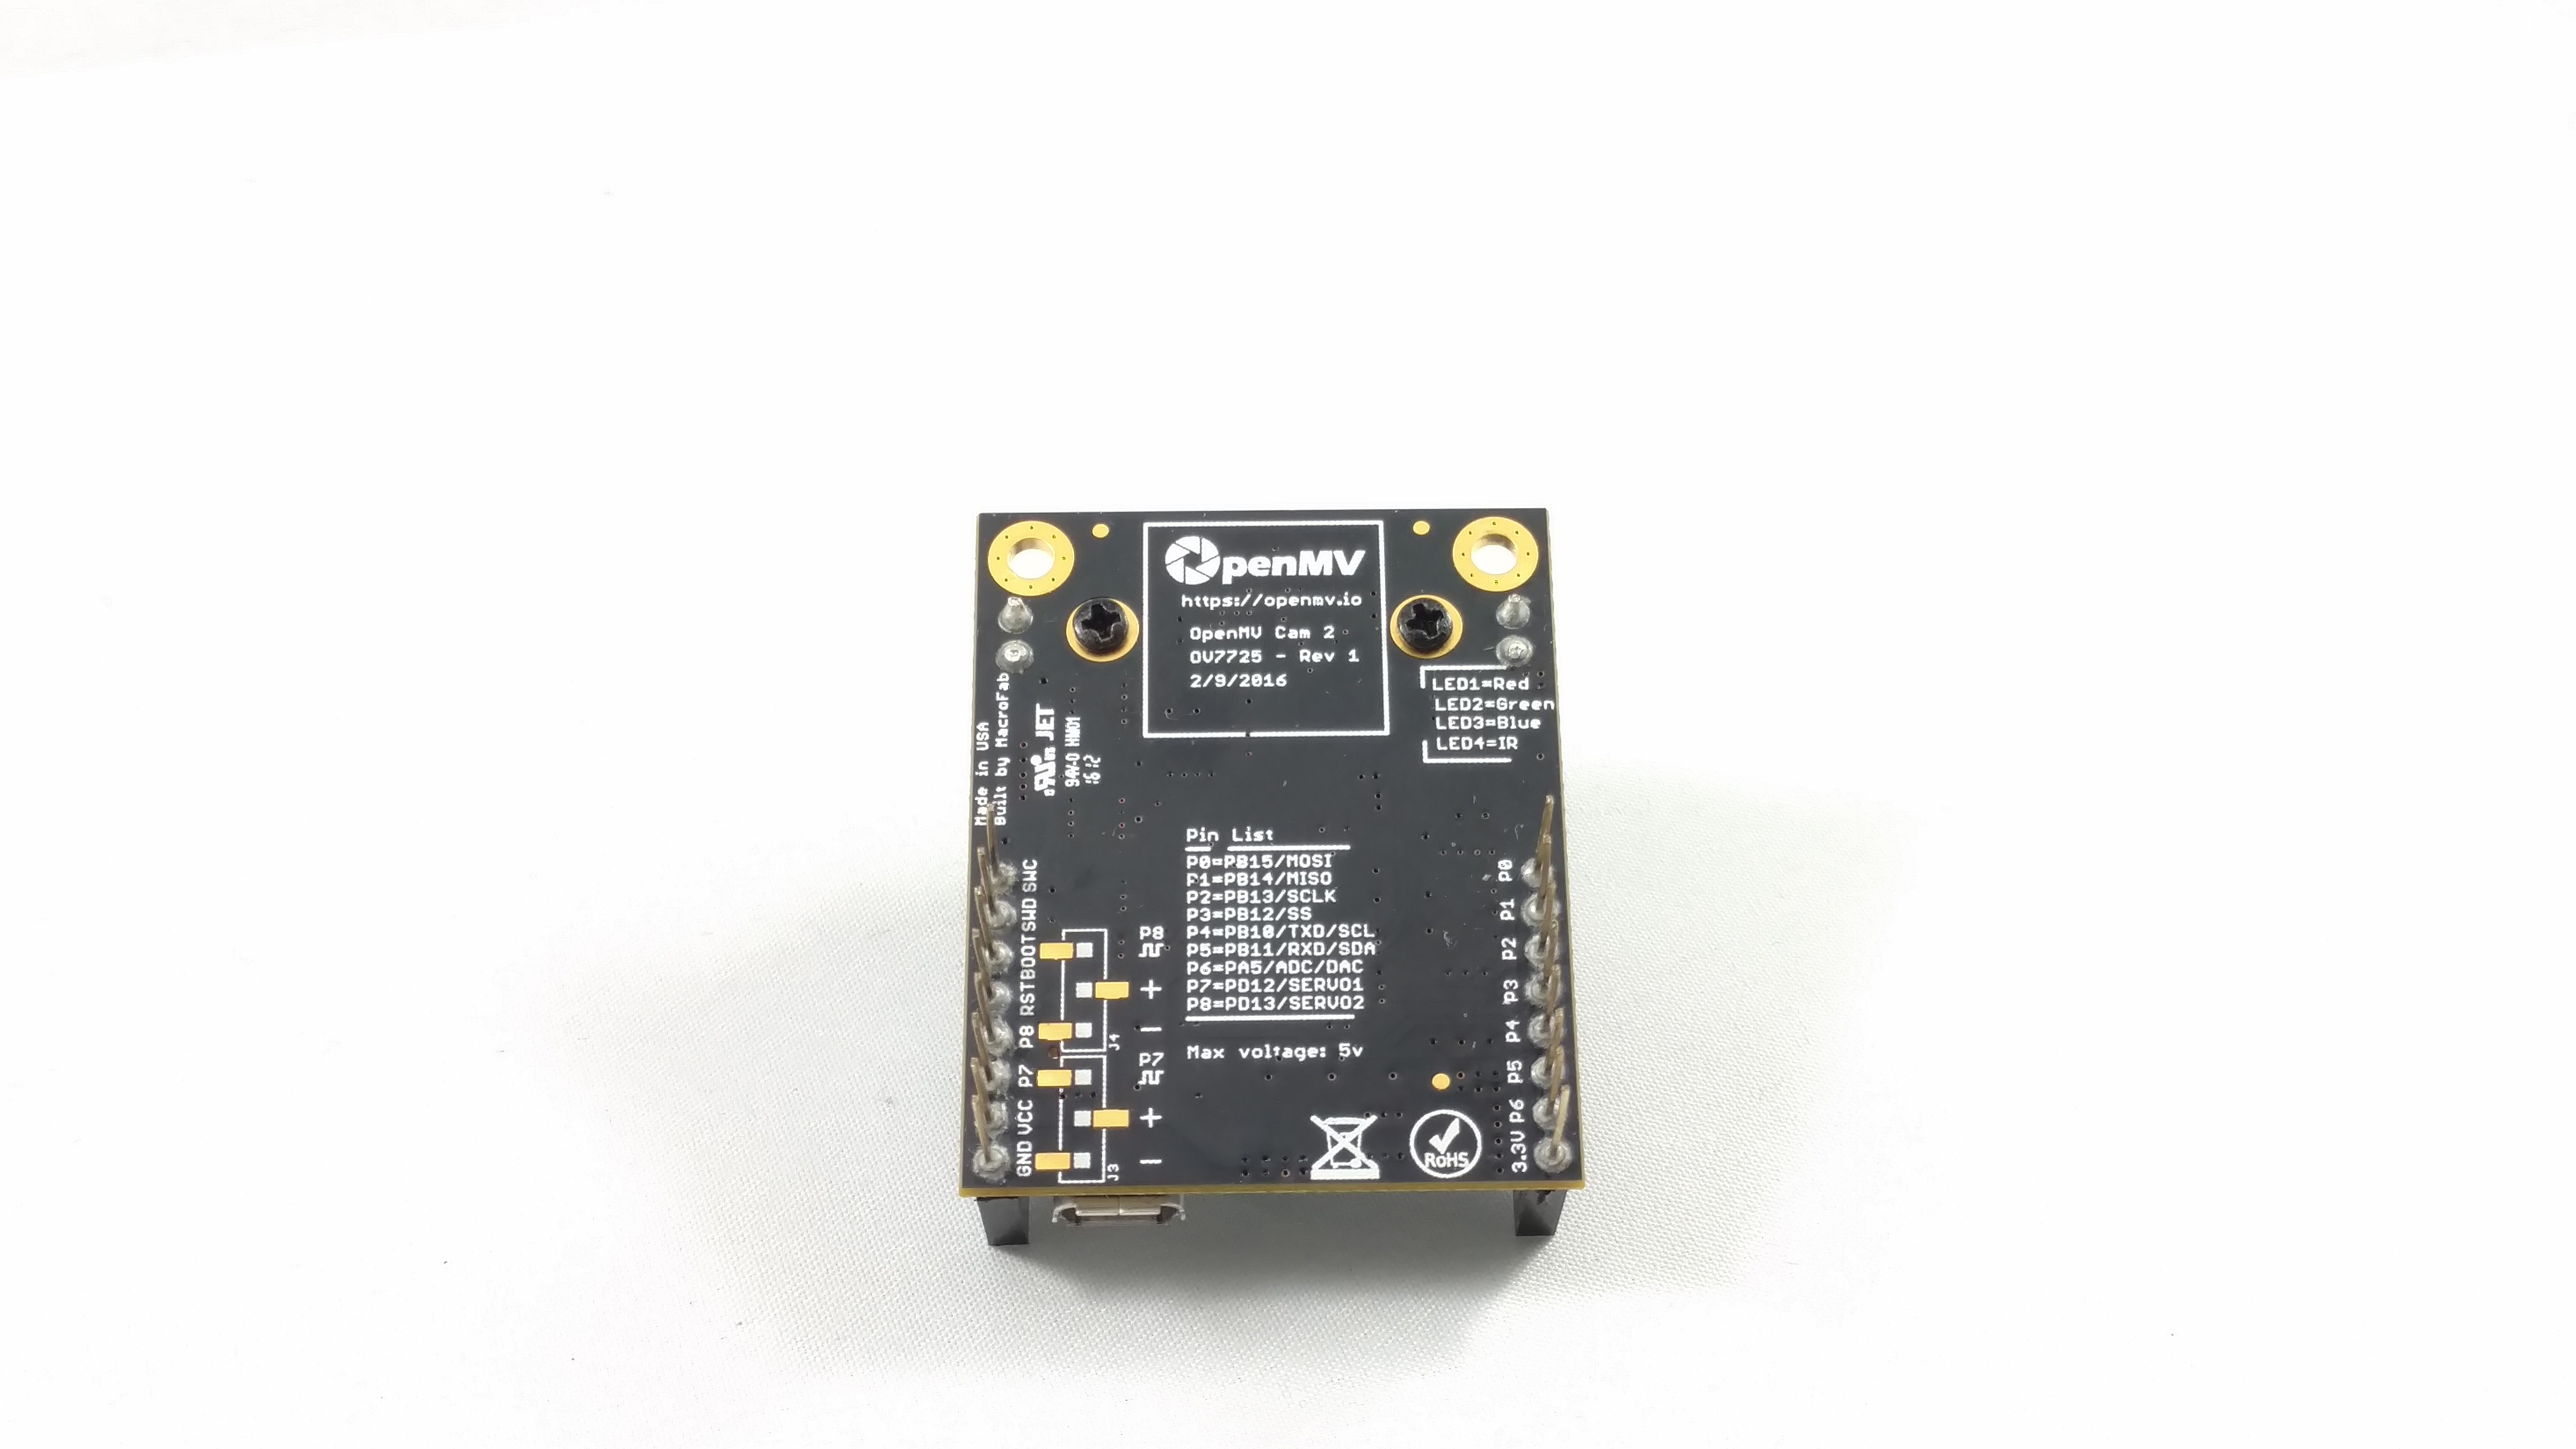 OpenMV
https://openmv.io
OpenMV Cam 2
OV7725 - Rev 1
2/9/2016
LED1=Red
LED2=Green
LED3=Blue
LED4=IR
Made in USA
Built by MacroFab
JET
94V-0 HM01
1612
Pin List
P0=PB15/MOSI
P1=PB14/MISO
P2=PB13/SCLK
P3=PB12/SS
P4=PB10/TXD/SCL
P5=PB11/RXD/SDA
P6=PA5/ADC/DAC
P7=PD12/SERVO1
P8=PD13/SERVO2
Max voltage: 5v
SWC
SWD
BOOT
RST
P8
P7
VCC
GND
P8
+
−
J4
P7
+
−
J3
P0
P1
P2
P3
P4
P5
P6
3.3V
RoHS